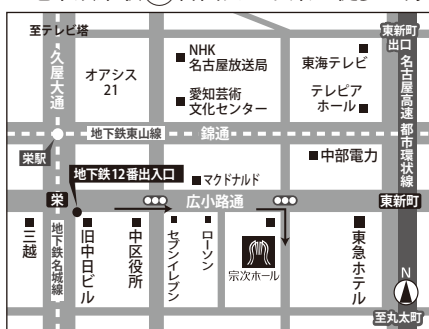 至テレビ塔
久屋大通
オアシス
21
■NHK
名古屋放送局
■愛知芸術
文化センター
東海テレビ
テレピア
ホール■
東新町
出口
名古屋高速 都市環状線
地下鉄東山線
錦通
栄駅
■中部電力
地下鉄12番出入口
■マクドナルド
栄
広小路通
東新町
三越
地下鉄名城線
旧中日ビル
中区役所
セブンイレブン
ローソン
宗次ホール
東急ホテル
N
至丸太町